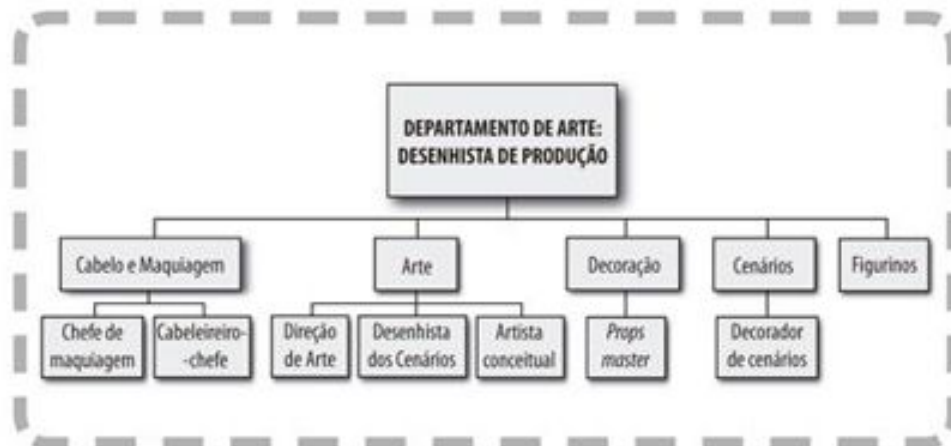 DEPARTAMENTO DE ARTE:
DESENHISTA DE PRODUÇÃO
Cabelo e Maquiagem
Arte
Decoração
Cenários
Figurinos
Chefe de
maquiagem
Cabeleireiro-
-chefe
Direção
de Arte
Desenhista
dos Cenários
Artista
conceitual
Props
master
Decorador
de cenários